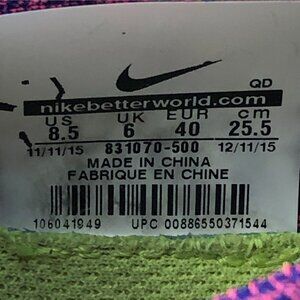 QD
nikebetterworld.com
US UK EUR cm
8.5 6 40 25.5
11/11/15 831070-500 12/11/15
MADE IN CHINA
FABRIQUE EN CHINE
106041949 UPC 00886550371544